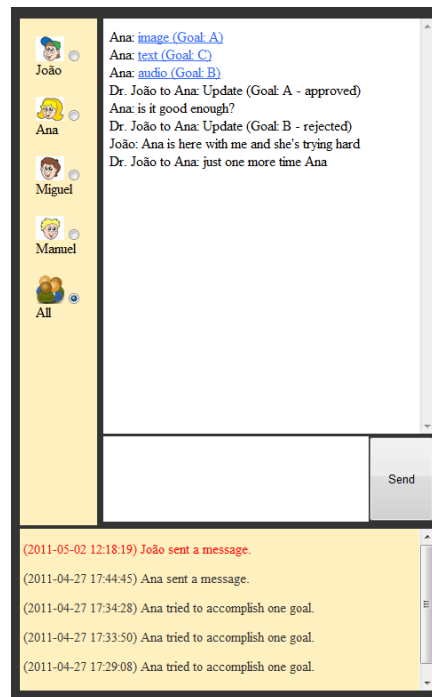 João
Ana
Miguel
Manuel
All
Ana: image (Goal: A)
Ana: text (Goal: C)
Ana: audio (Goal: B)
Dr. João to Ana: Update (Goal: A - approved)
Ana: is it good enough?
Dr. João to Ana: Update (Goal: B - rejected)
João: Ana is here with me and she's trying hard
Dr. João to Ana: just one more time Ana
Send
(2011-05-02 12:18:19) João sent a message.
(2011-04-27 17:44:45) Ana sent a message.
(2011-04-27 17:34:28) Ana tried to accomplish one goal.
(2011-04-27 17:33:50) Ana tried to accomplish one goal.
(2011-04-27 17:29:08) Ana tried to accomplish one goal.